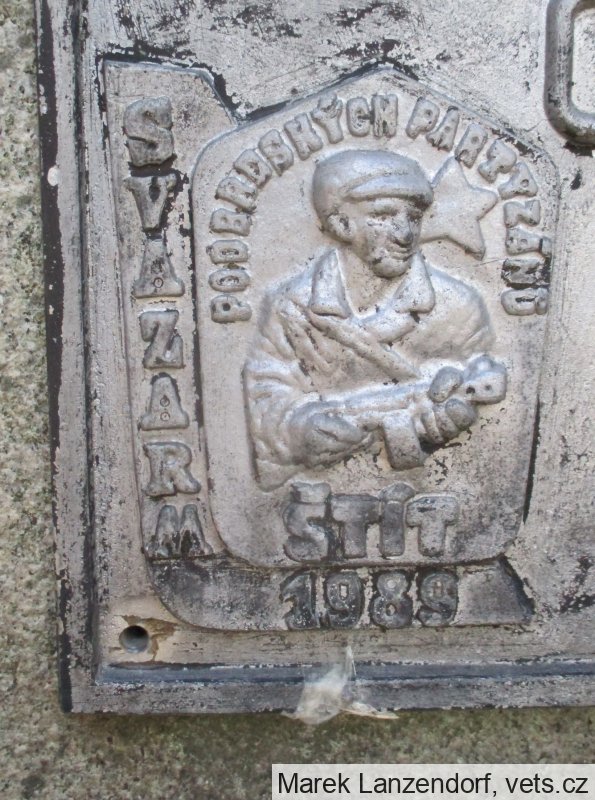 SVAZARM
PODBRDSKÝCH PARTYZÁNŮ
ŠTÍT
1989
Marek Lanzendorf, vets.cz